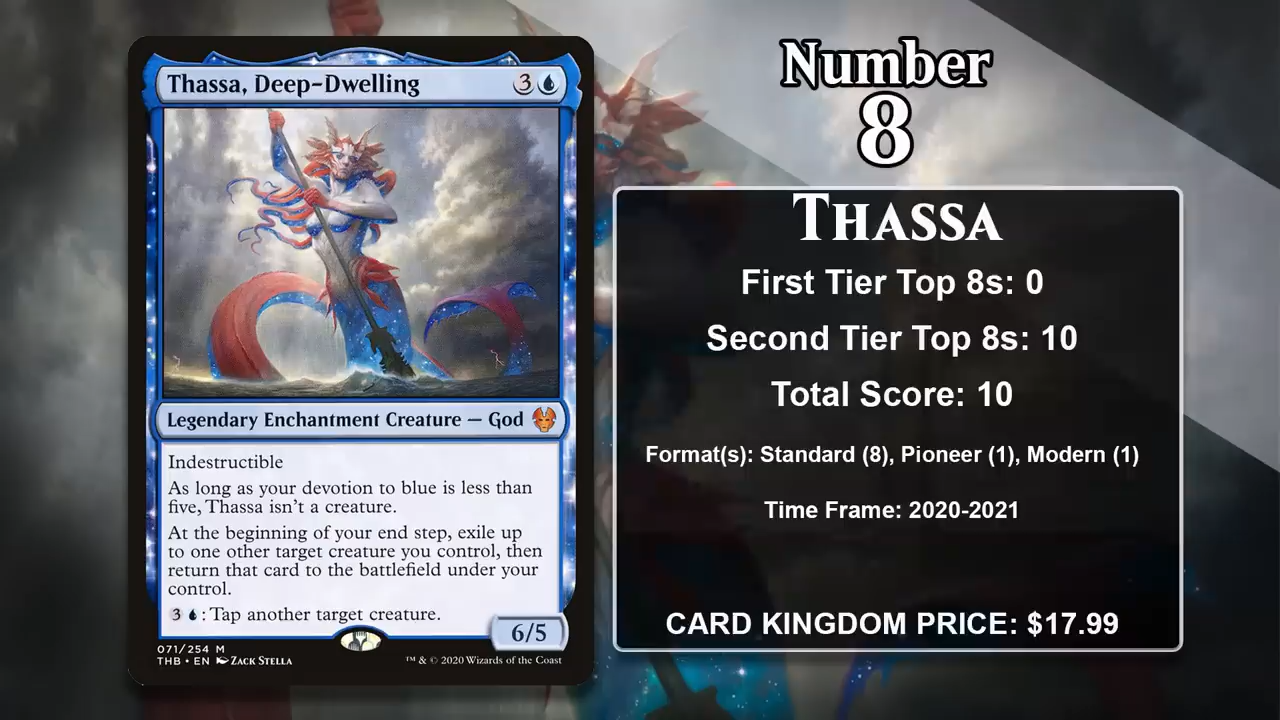 Thassa, Deep-Dwelling 3
Legendary Enchantment Creature — God
Indestructible
As long as your devotion to blue is less than
five, Thassa isn't a creature.
At the beginning of your end step, exile up
to one other target creature you control, then
return that card to the battlefield under your
control.
3 : Tap another target creature.
6/5
071/254 M
THB • EN ZACK STELLA
™ & © 2020 Wizards of the Coast
Number
8
THASSA
First Tier Top 8s: 0
Second Tier Top 8s: 10
Total Score: 10
Format(s): Standard (8), Pioneer (1), Modern (1)
Time Frame: 2020-2021
CARD KINGDOM PRICE: $17.99